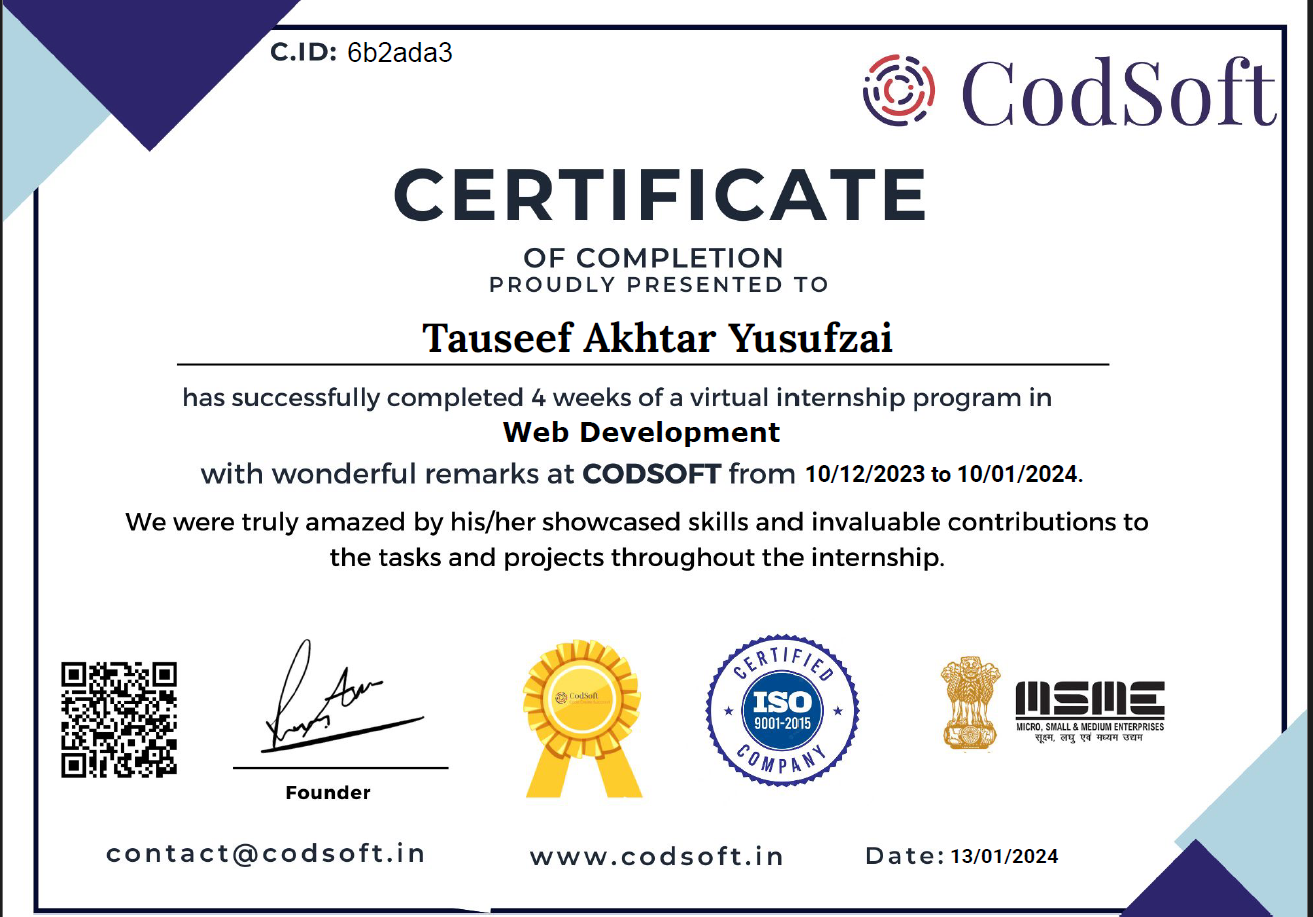 C.ID: 6b2ada3
CodSoft
CERTIFICATE
OF COMPLETION
PROUDLY PRESENTED TO
Tauseef Akhtar Yusufzai
has successfully completed 4 weeks of a virtual internship program in
Web Development
with wonderful remarks at CODSOFT from 10/12/2023 to 10/01/2024.
We were truly amazed by his/her showcased skills and invaluable contributions to
the tasks and projects throughout the internship.
Founder
CodSoft
CERTIFIED
ISO
9001-2015
COMPANY
MSME
MICRO, SMALL & MEDIUM ENTERPRISES
सूक्ष्म, लघु एवं मध्यम उद्यम
contact@codsoft.in
www.codsoft.in
Date: 13/01/2024